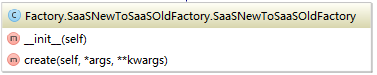 C Factory.SaaSNewToSaaSOldFactory.SaaSNewToSaaSOldFactory
m __init__(self)
m create(self, *args, **kwargs)